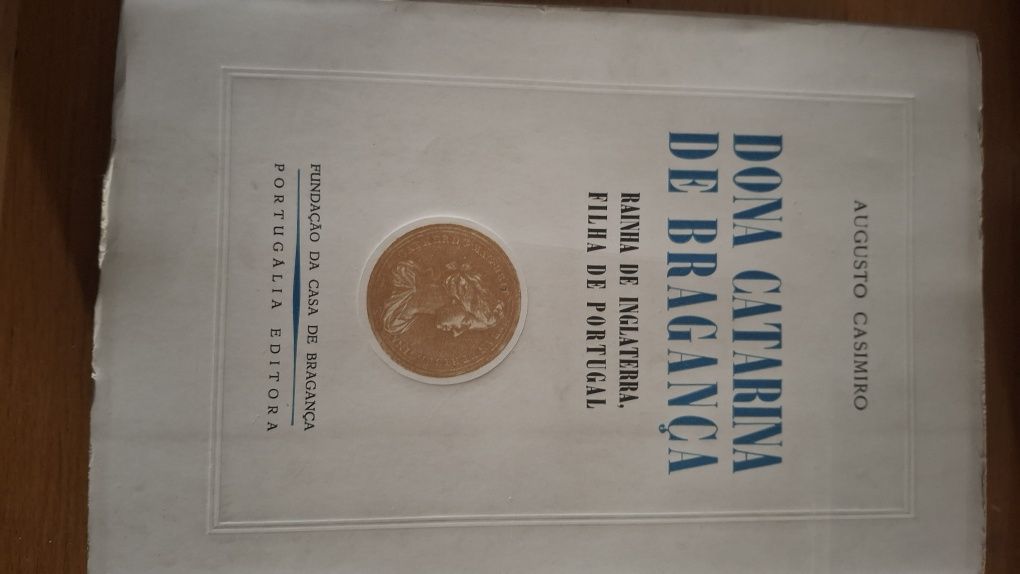 AUGUSTO CASIMIRO
DONA CATARINA
DE BRAGANÇA
RAINHA DE INGLATERRA,
FILHA DE PORTUGAL
FUNDAÇÃO DA CASA DE BRAGANÇA
PORTUGÁLIA EDITORA